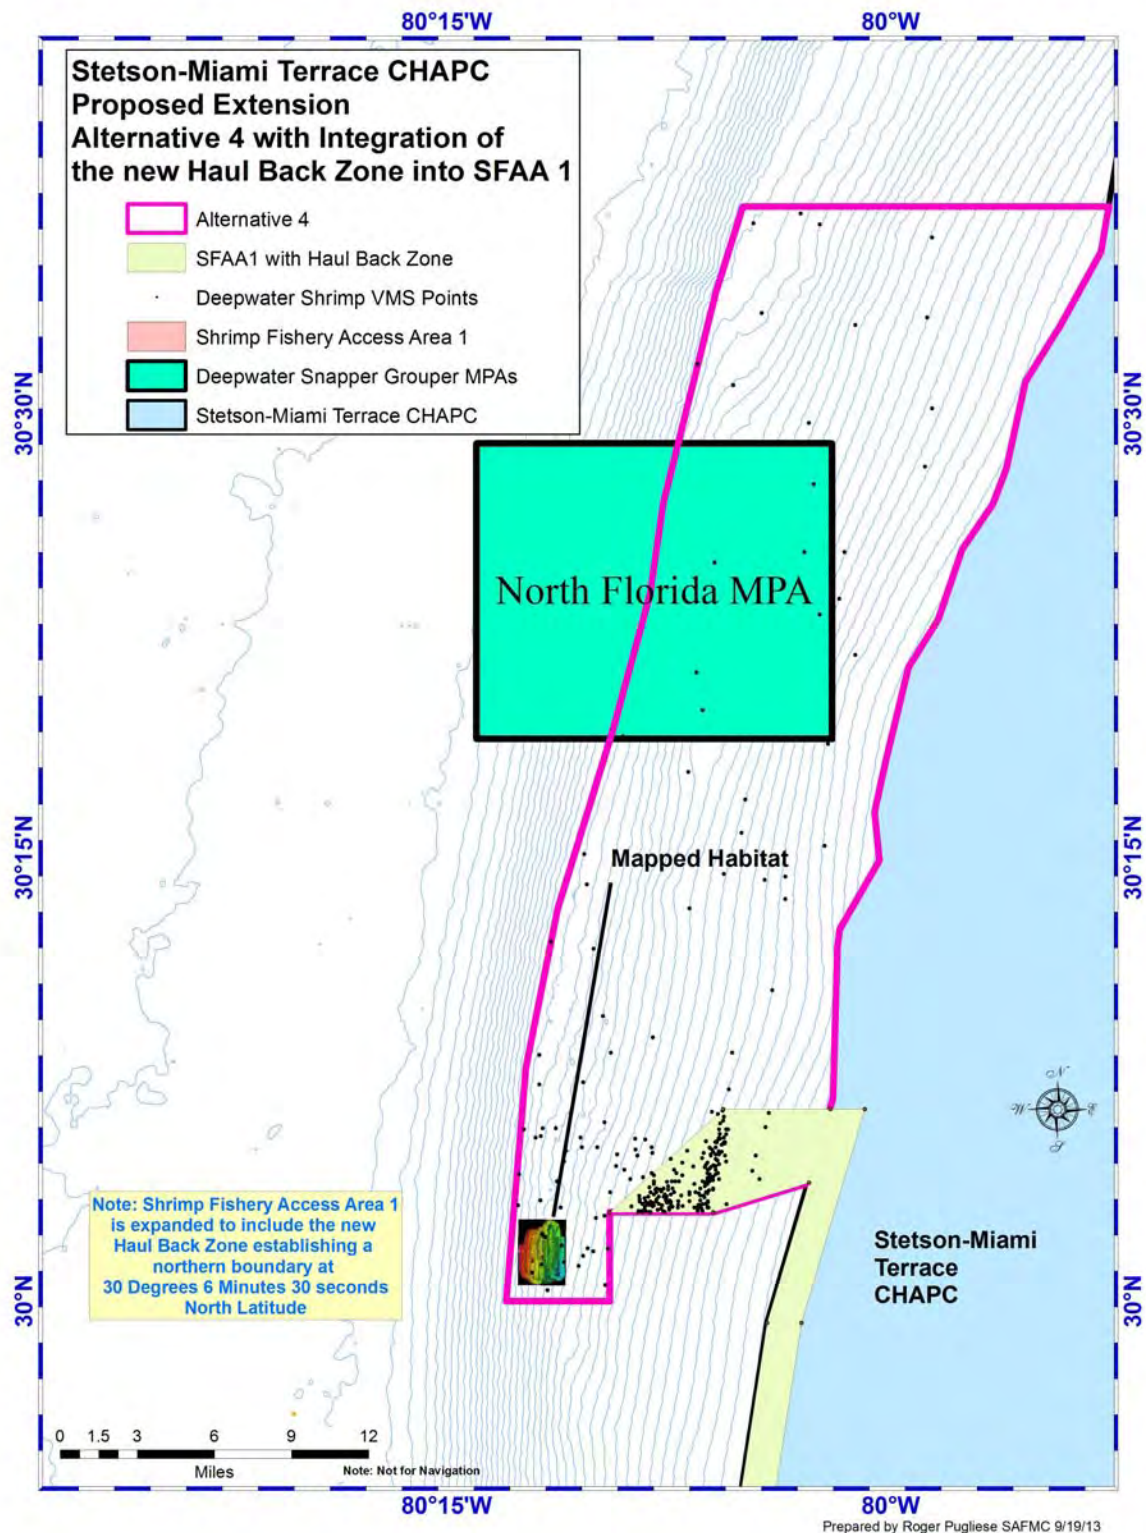 80°15'W
80°W
Stetson-Miami Terrace CHAPC
Proposed Extension
Alternative 4 with Integration of
the new Haul Back Zone into SFAA 1
Alternative 4
SFAA1 with Haul Back Zone
Deepwater Shrimp VMS Points
Shrimp Fishery Access Area 1
Deepwater Snapper Grouper MPAs
Stetson-Miami Terrace CHAPC
30°30'N
30°30'N
North Florida MPA
30°15'N
30°15'N
Mapped Habitat
N
W
E
S
Note: Shrimp Fishery Access Area 1
is expanded to include the new
Haul Back Zone establishing a
northern boundary at
30 Degrees 6 Minutes 30 seconds
North Latitude
Stetson-Miami
Terrace
CHAPC
30°N
30°N
0 1.5 3 6 9 12
Miles
Note: Not for Navigation
80°15'W
80°W
Prepared by Roger Pugliese SAFMC 9/19/13